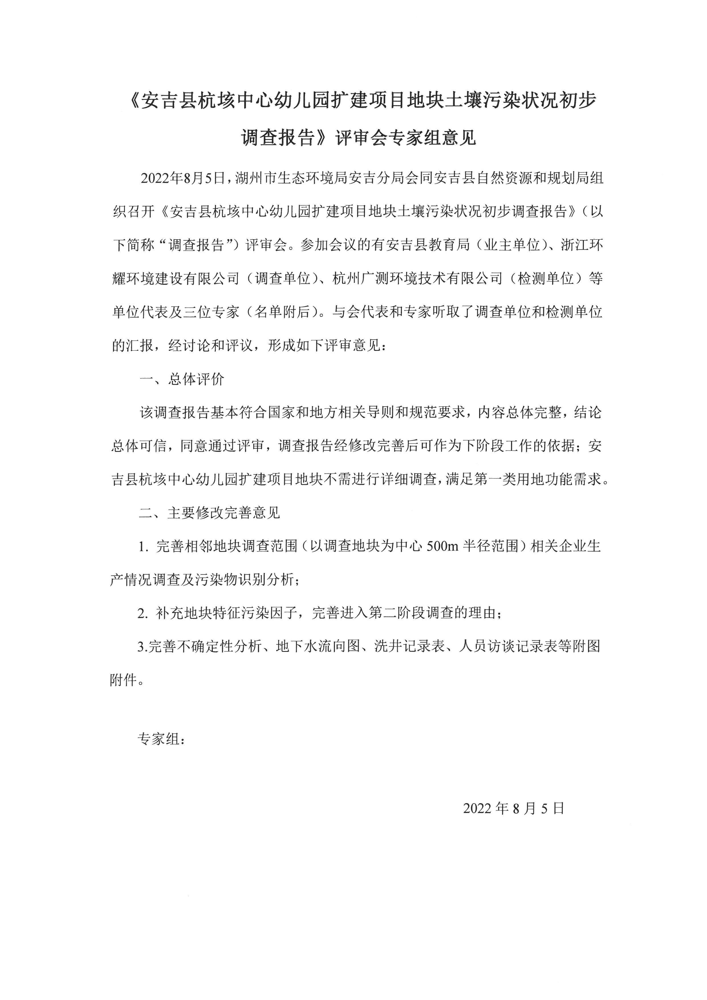 《安吉县杭垓中心幼儿园扩建项目地块土壤污染状况初步
调查报告》评审会专家组意见
2022年8月5日,湖州市生态环境局安吉分局会同安吉县自然资源和规划局组
织召开《安吉县杭垓中心幼儿园扩建项目地块土壤污染状况初步调查报告》（以
下简称“调查报告”）评审会。参加会议的有安吉县教育局（业主单位）、浙江环
耀环境建设有限公司（调查单位）、杭州广测环境技术有限公司（检测单位）等
单位代表及三位专家（名单附后）。与会代表和专家听取了调查单位和检测单位
的汇报，经讨论和评议，形成如下评审意见：
一、总体评价
该调查报告基本符合国家和地方相关导则和规范要求，内容总体完整，结论
总体可信，同意通过评审，调查报告经修改完善后可作为下阶段工作的依据；安
吉县杭垓中心幼儿园扩建项目地块不需进行详细调查，满足第一类用地功能需求。
二、主要修改完善意见
1. 完善相邻地块调查范围（以调查地块为中心 500m 半径范围）相关企业生
产情况调查及污染物识别分析；
2. 补充地块特征污染因子，完善进入第二阶段调查的理由；
3.完善不确定性分析、地下水流向图、洗井记录表、人员访谈记录表等附图
附件。
专家组：
2022 年 8 月 5 日